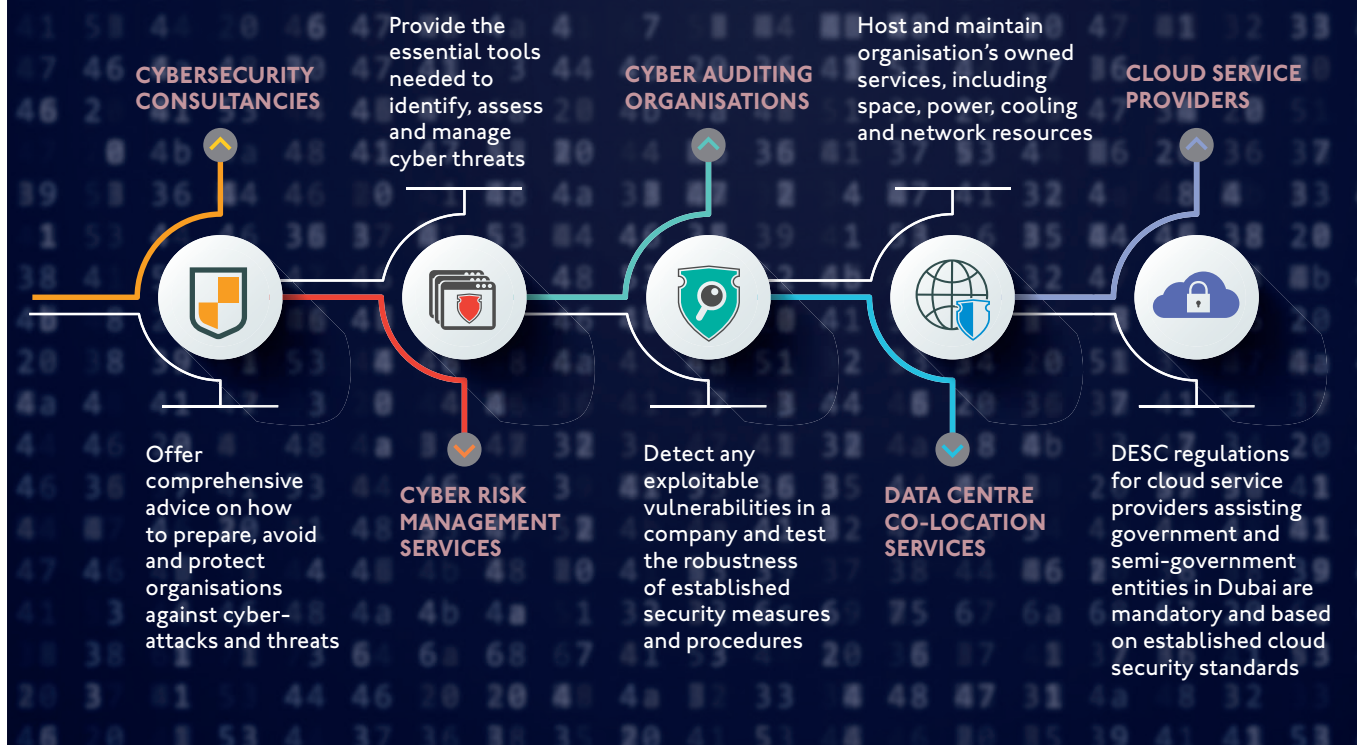 CYBERSECURITY
CONSULTANCIES
Offer
comprehensive
advice on how
to prepare, avoid
and protect
organisations
against cyber-
attacks and threats
Provide the
essential tools
needed to
identify, assess
and manage
cyber threats
CYBER RISK
MANAGEMENT
SERVICES
CYBER AUDITING
ORGANISATIONS
Detect any
exploitable
vulnerabilities in a
company and test
the robustness
of established
security measures
and procedures
Host and maintain
organisation’s owned
services, including
space, power, cooling
and network resources
DATA CENTRE
CO-LOCATION
SERVICES
CLOUD SERVICE
PROVIDERS
DESC regulations
for cloud service
providers assisting
government and
semi-government
entities in Dubai are
mandatory and based
on established cloud
security standards